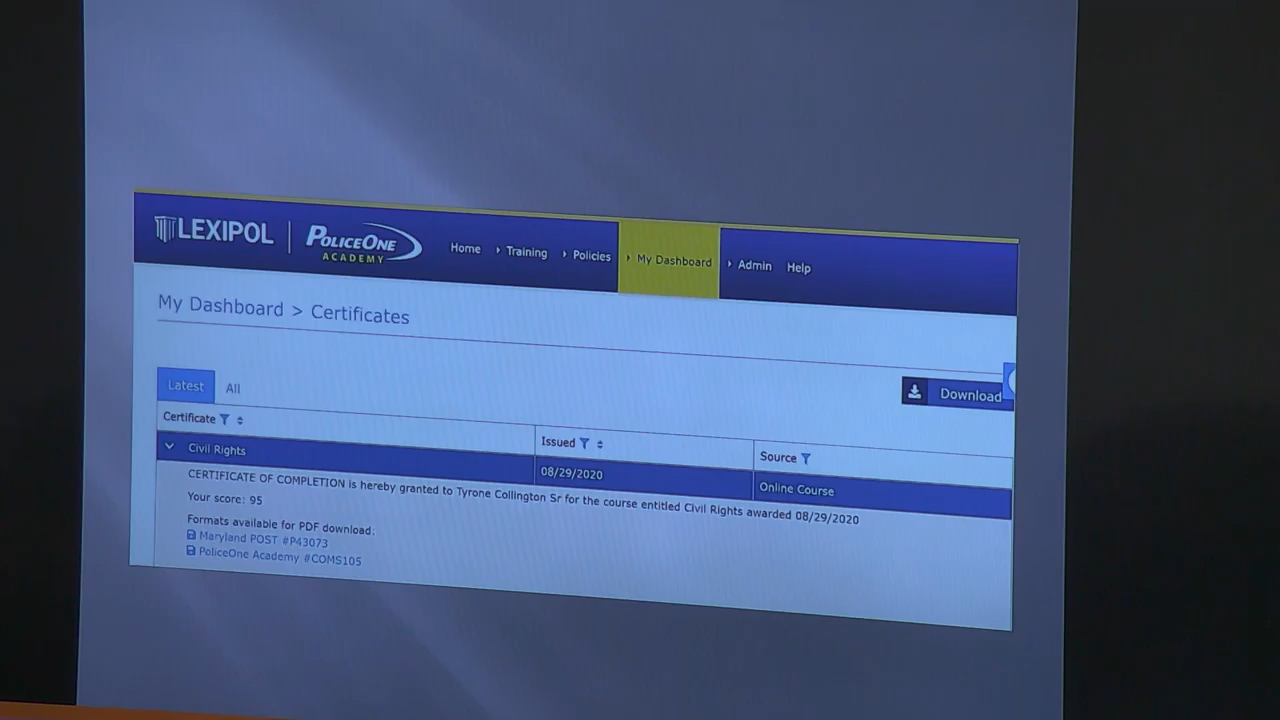 LEXIPOL POLICEONE ACADEMY Home Training Policies My Dashboard Admin Help
My Dashboard > Certificates
Latest All Download
Certificate Issued Source
Civil Rights 08/29/2020 Online Course
CERTIFICATE OF COMPLETION is hereby granted to Tyrone Collington Sr for the course entitled Civil Rights awarded 08/29/2020
Your score: 95
Formats available for PDF download:
Maryland POST #P43073
PoliceOne Academy #COMS105